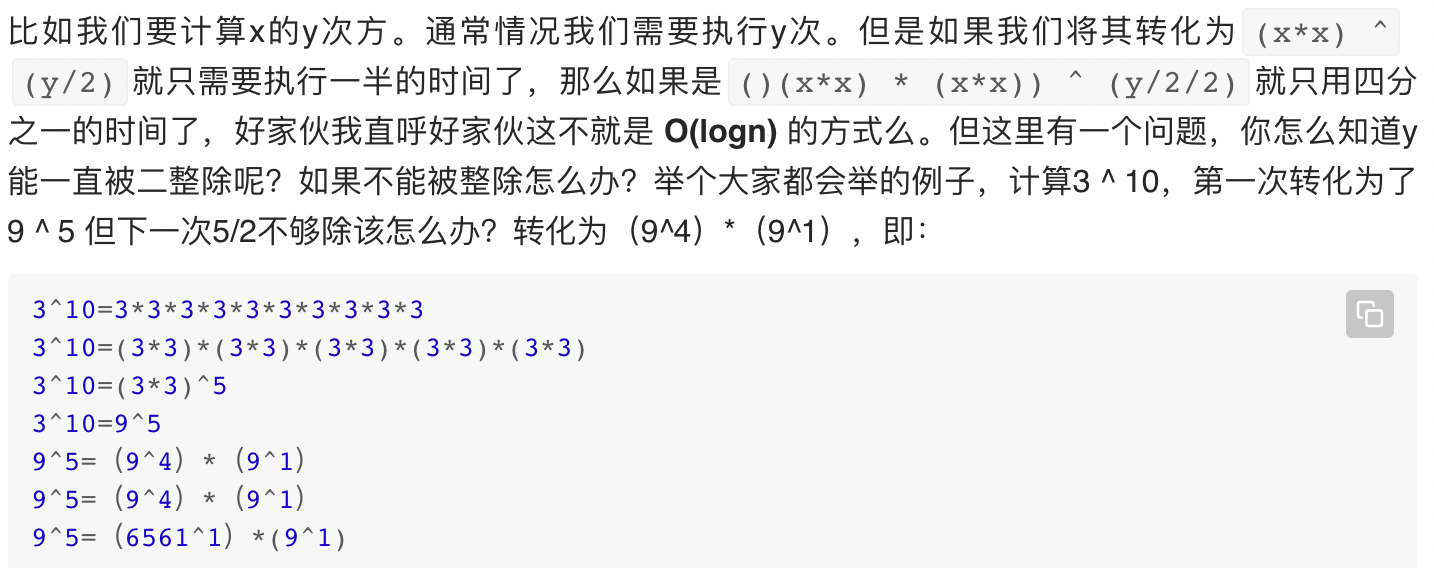 比如我们要计算x的y次方。通常情况我们需要执行y次。但是如果我们将其转化为 (x*x) ^
(y/2) 就只需要执行一半的时间了，那么如果是 ()(x*x) * (x*x)) ^ (y/2/2) 就只用四分
之一的时间了，好家伙我直呼好家伙这不就是 O(logn) 的方式么。但这里有一个问题，你怎么知道y
能一直被二整除呢？如果不能被整除怎么办？举个大家都会举的例子，计算3 ^ 10，第一次转化为了
9 ^ 5 但下一次5/2不够除该怎么办？转化为（9^4）*（9^1），即：
3^10=3*3*3*3*3*3*3*3*3*3
3^10=(3*3)*(3*3)*(3*3)*(3*3)*(3*3)
3^10=(3*3)^5
3^10=9^5
9^5=（9^4）*（9^1）
9^5=（9^4）*（9^1）
9^5=（6561^1）*(9^1)